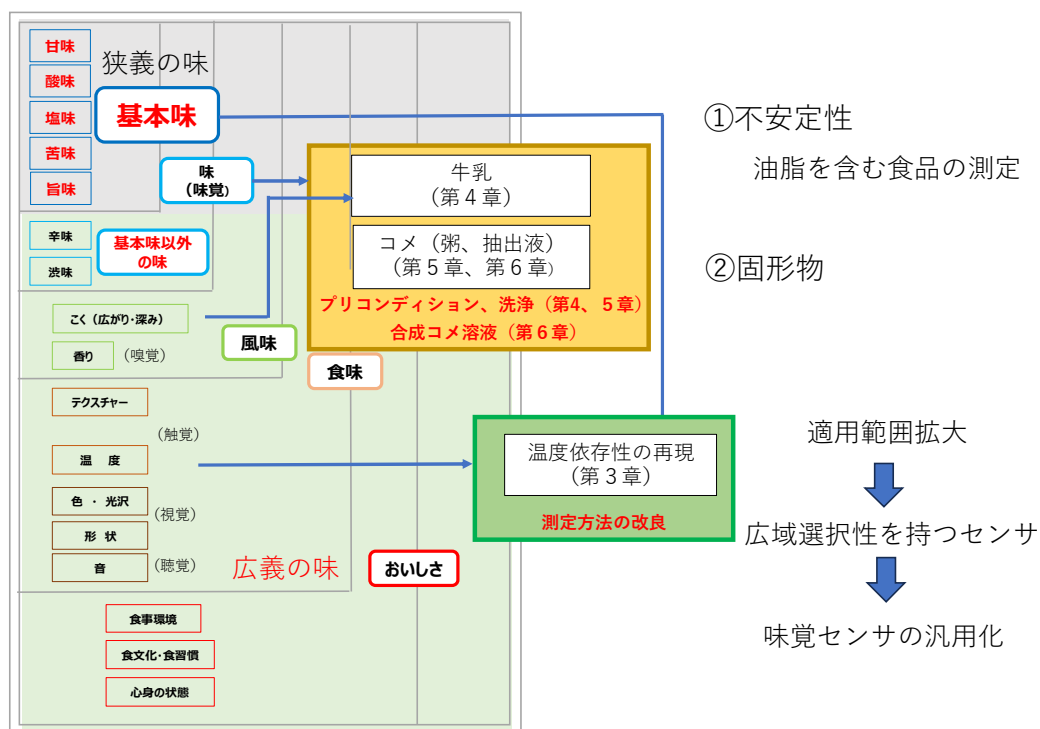 甘味
酸味
塩味
苦味
旨味
狭義の味
基本味
味
(味覚)
辛味
渋味
基本味以外
の味
こく（広がり・深み）
香り
（嗅覚）
風味
食味
テクスチャー
（触覚）
温　度
色 ・ 光沢
（視覚）
形 状
音
（聴覚）
広義の味
おいしさ
食事環境
食文化・食習慣
心身の状態
牛乳
（第４章）
コメ（粥、抽出液）
（第５章、第６章）
プリコンディション、洗浄（第4、５章）
合成コメ溶液（第６章）
温度依存性の再現
（第３章）
測定方法の改良
①不安定性
油脂を含む食品の測定
②固形物
適用範囲拡大
広域選択性を持つセンサ
味覚センサの汎用化